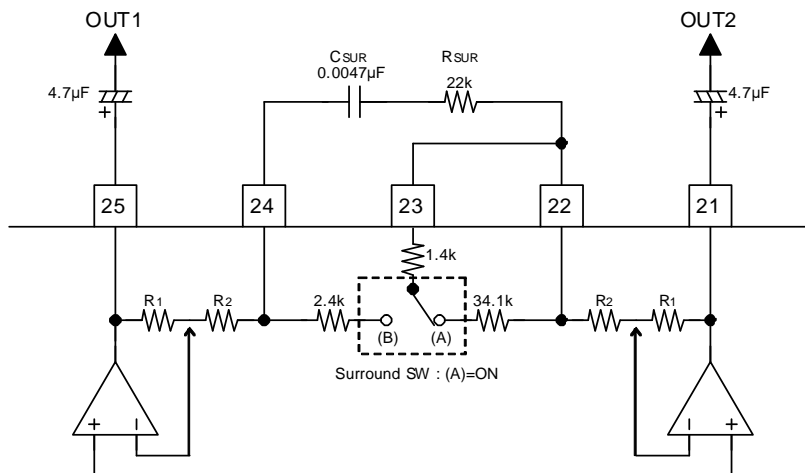 OUT1 OUT2
CSUR RSUR
0.0047µF 22k
4.7µF 4.7µF
+ +
25 24 23 22 21
1.4k
R1 R2 2.4k 34.1k R2 R1
(B) (A)
Surround SW : (A)=ON
+ − − +